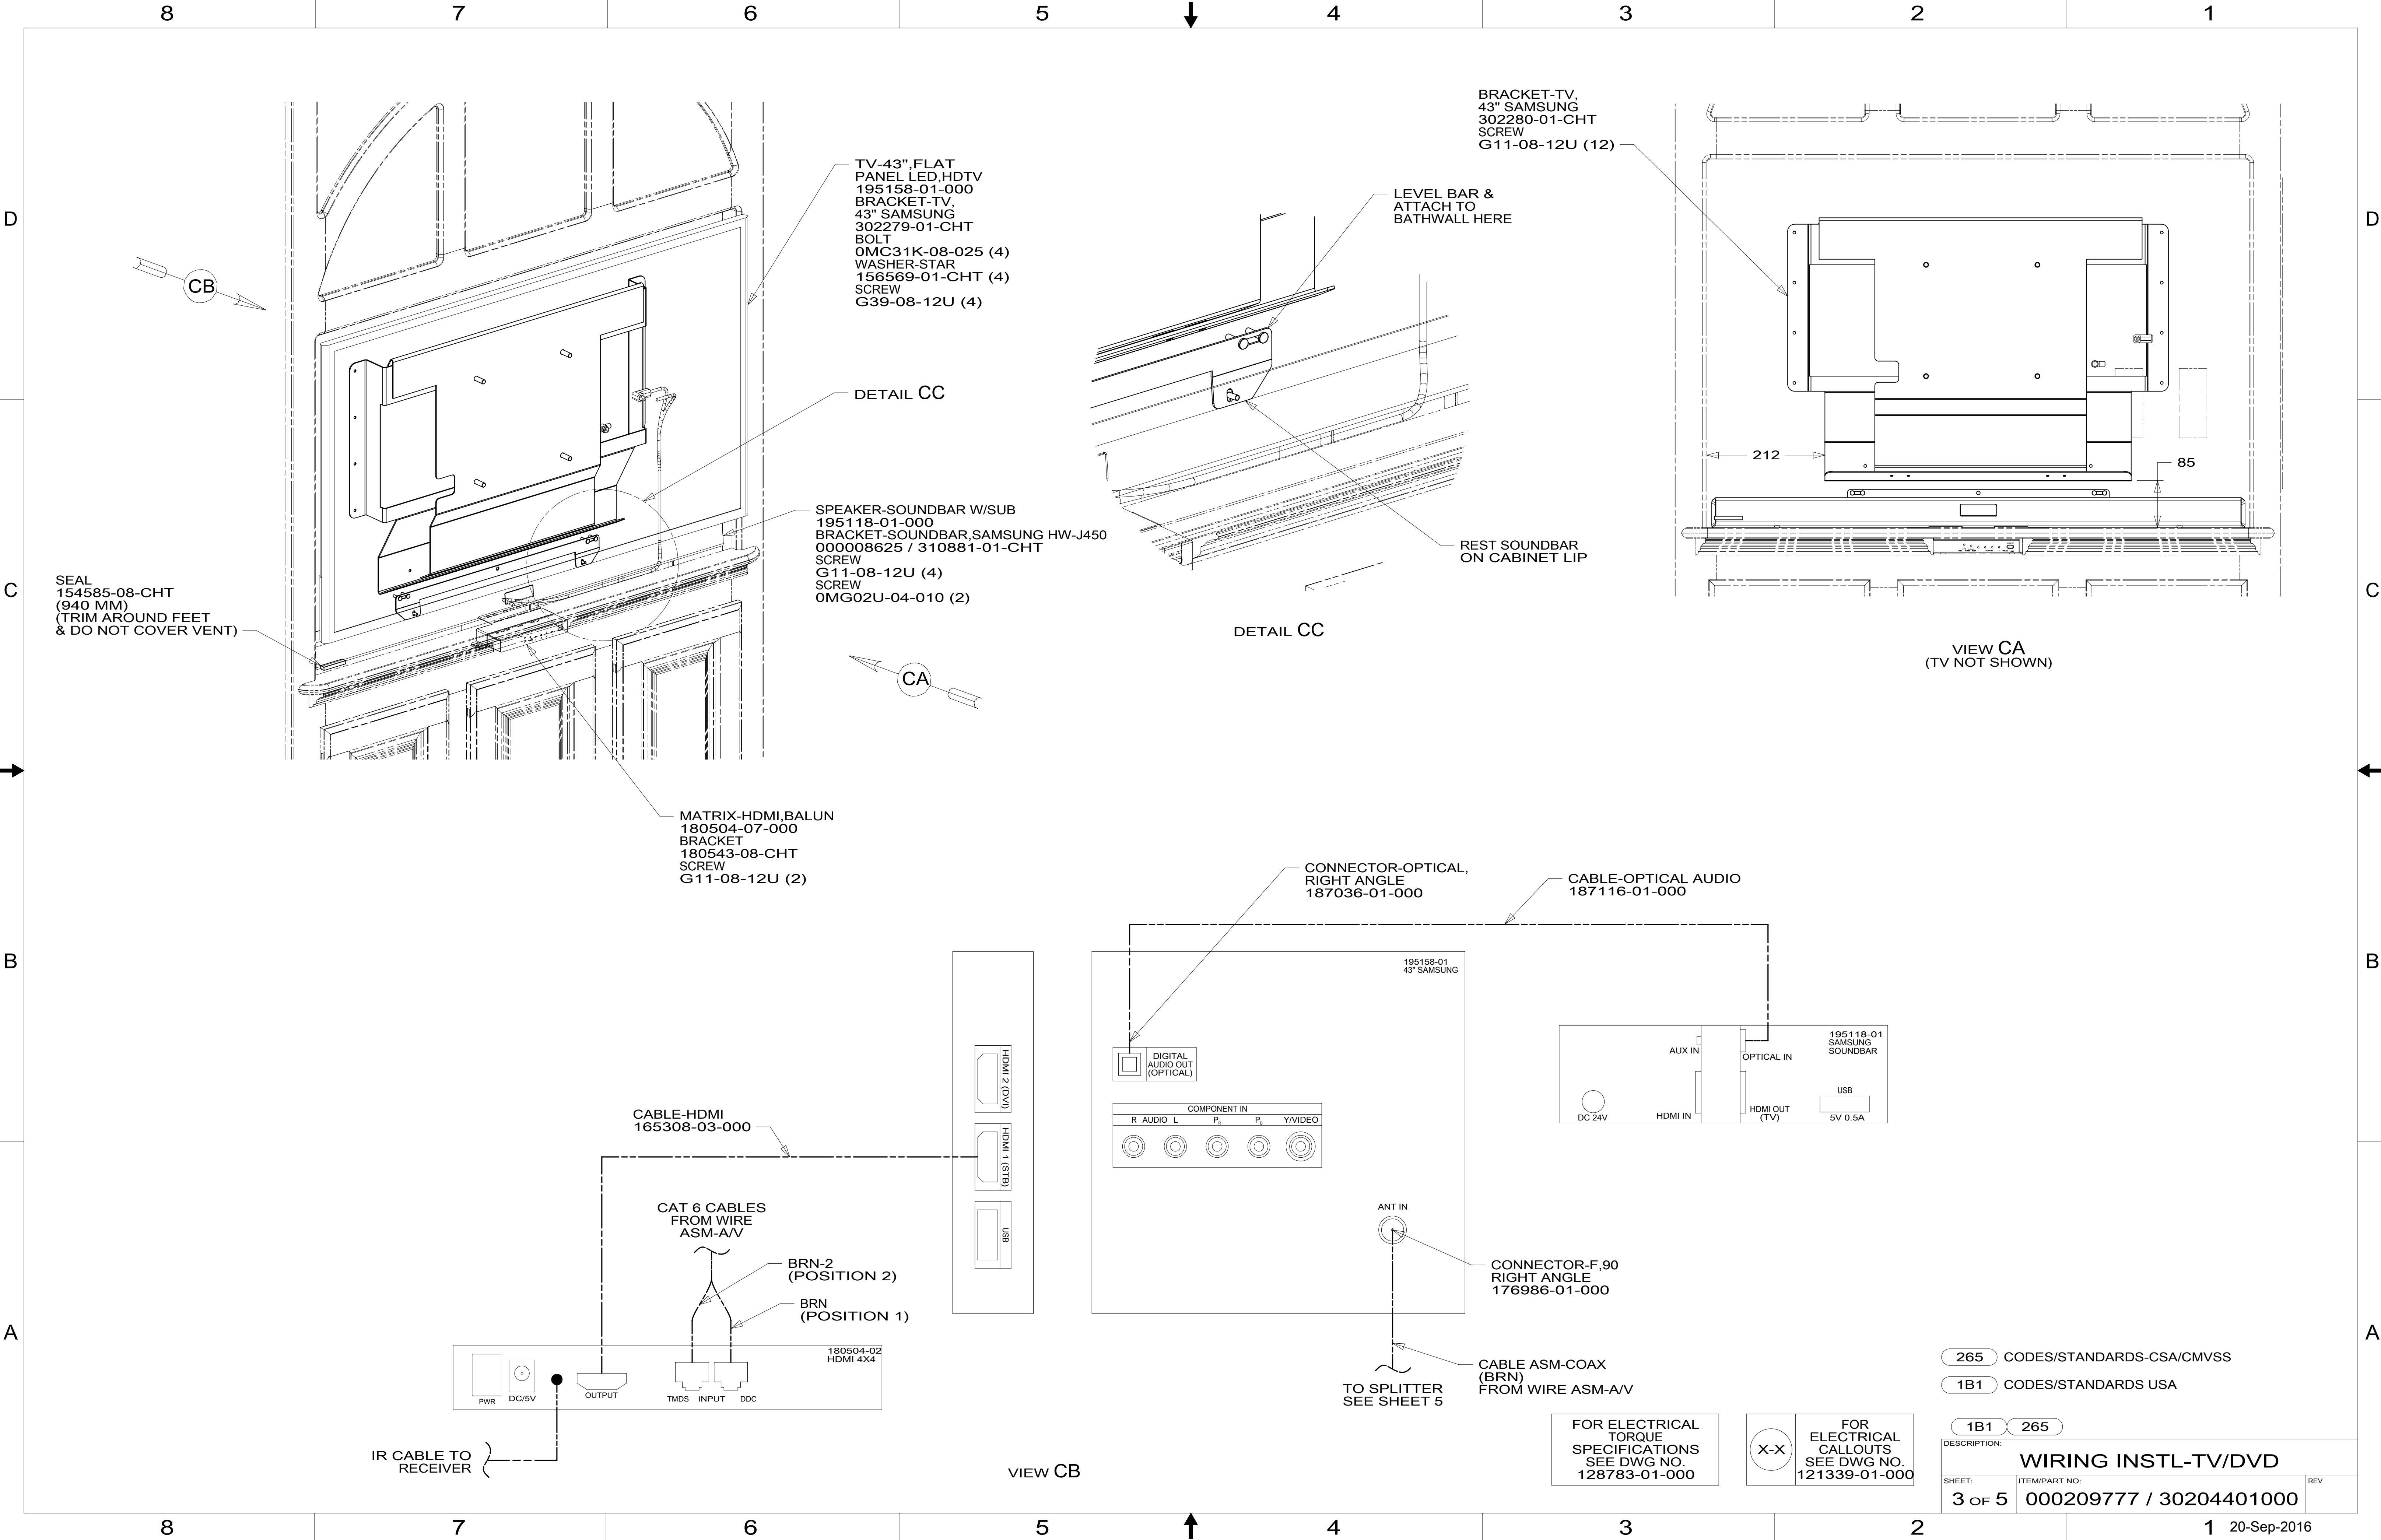 8 7 6 5 4 3 2 1
D
D
C
C
B
B
A
A
CB
TV-43",FLAT
PANEL LED,HDTV
195158-01-000
BRACKET-TV,
43" SAMSUNG
302279-01-CHT
BOLT
0MC31K-08-025 (4)
WASHER-STAR
156569-01-CHT (4)
SCREW
G39-08-12U (4)
DETAIL CC
SPEAKER-SOUNDBAR W/SUB
195118-01-000
BRACKET-SOUNDBAR,SAMSUNG HW-J450
000008625 / 310881-01-CHT
SCREW
G11-08-12U (4)
SCREW
0MG02U-04-010 (2)
SEAL
154585-08-CHT
(940 MM)
(TRIM AROUND FEET
& DO NOT COVER VENT)
CA
MATRIX-HDMI,BALUN
180504-07-000
BRACKET
180543-08-CHT
SCREW
G11-08-12U (2)
LEVEL BAR &
ATTACH TO
BATHWALL HERE
REST SOUNDBAR
ON CABINET LIP
DETAIL CC
BRACKET-TV,
43" SAMSUNG
302280-01-CHT
SCREW
G11-08-12U (12)
212
85
VIEW CA
(TV NOT SHOWN)
CONNECTOR-OPTICAL,
RIGHT ANGLE
187036-01-000
CABLE-OPTICAL AUDIO
187116-01-000
195158-01
43" SAMSUNG
DIGITAL
AUDIO OUT
(OPTICAL)
COMPONENT IN
R AUDIO L PR PB Y/VIDEO
ANT IN
CONNECTOR-F,90
RIGHT ANGLE
176986-01-000
CABLE ASM-COAX
(BRN)
FROM WIRE ASM-A/V
TO SPLITTER
SEE SHEET 5
195118-01
SAMSUNG
SOUNDBAR
AUX IN
OPTICAL IN
USB
DC 24V
HDMI IN
HDMI OUT
(TV)
5V 0.5A
HDMI 2 (DVI)
HDMI 1 (STB)
USB
CABLE-HDMI
165308-03-000
CAT 6 CABLES
FROM WIRE
ASM-A/V
BRN-2
(POSITION 2)
BRN
(POSITION 1)
180504-02
HDMI 4X4
PWR
DC/5V
OUTPUT
TMDS INPUT DDC
IR CABLE TO
RECEIVER
VIEW CB
265 CODES/STANDARDS-CSA/CMVSS
1B1 CODES/STANDARDS USA
FOR ELECTRICAL
TORQUE
SPECIFICATIONS
SEE DWG NO.
128783-01-000
X-X
FOR
ELECTRICAL
CALLOUTS
SEE DWG NO.
121339-01-000
1B1 265
DESCRIPTION:
WIRING INSTL-TV/DVD
SHEET:
3 OF 5
ITEM/PART NO:
000209777 / 30204401000
REV
8 7 6 5 4 3 2 1
20-Sep-2016